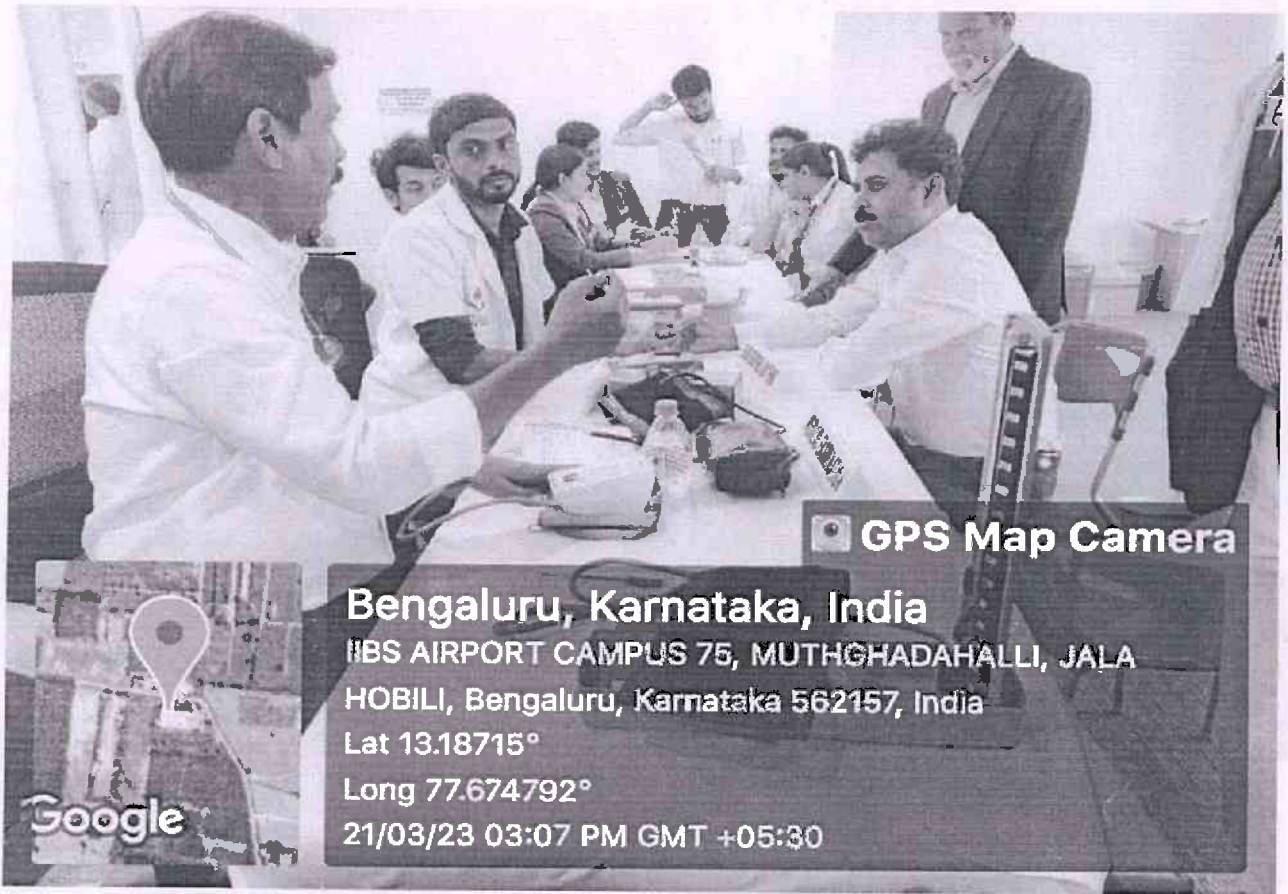 GPS Map Camera
Bengaluru, Karnataka, India
IIBS AIRPORT CAMPUS 75, MUTHGHADAHALLI, JALA
HOBILI, Bengaluru, Karnataka 562157, India
Lat 13.18715°
Long 77.674792°
21/03/23 03:07 PM GMT +05:30
Google